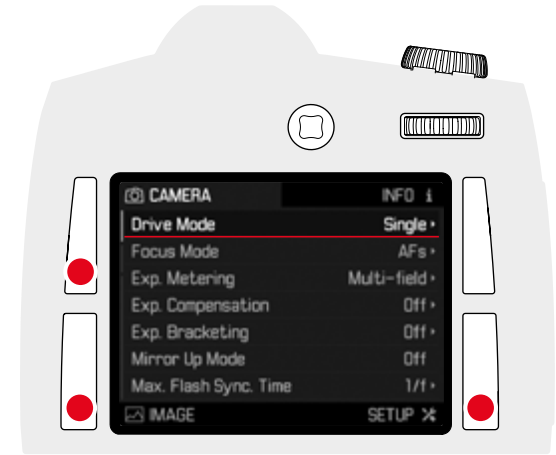 CAMERA INFO i
Drive Mode Single
Focus Mode AFs
Exp. Metering Multi-field
Exp. Compensation Off
Exp. Bracketing Off
Mirror Up Mode Off
Max. Flash Sync. Time 1/f
IMAGE SETUP